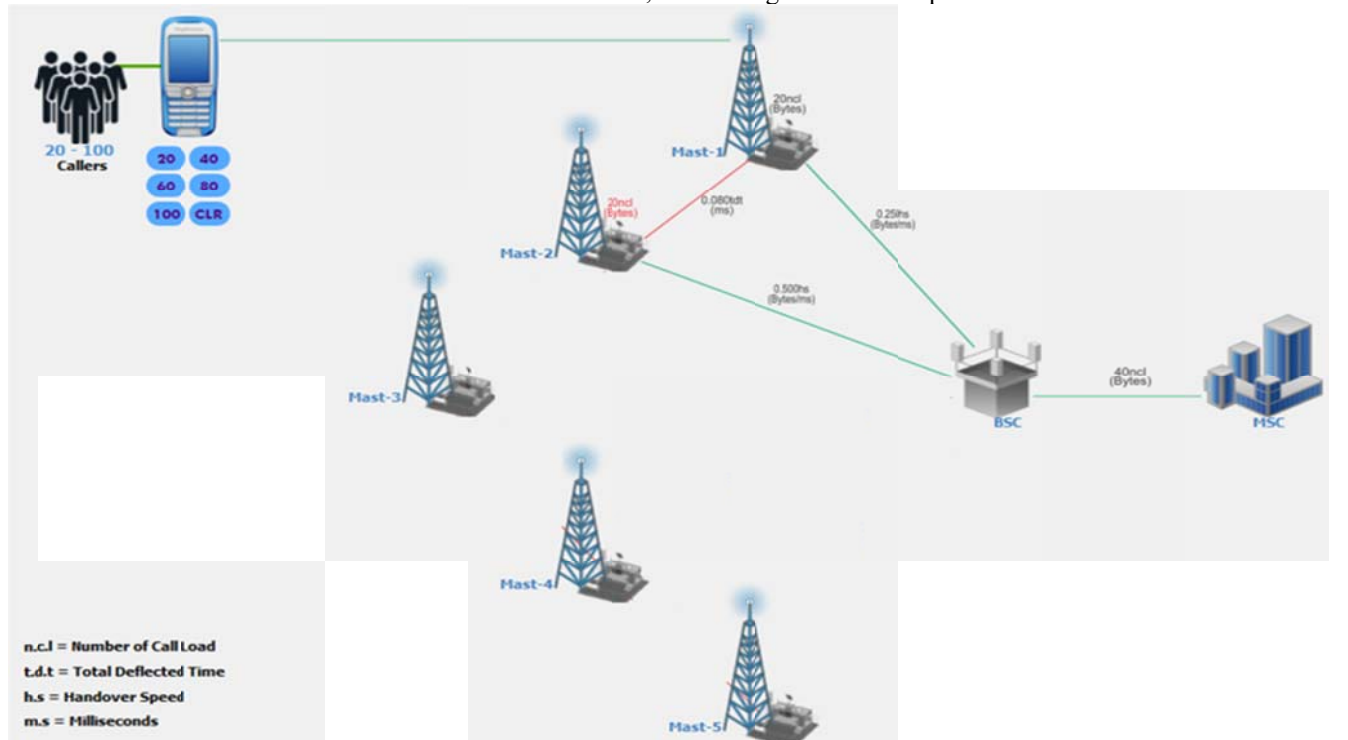 20 - 100
Callers
20 40
60 80
100 CLR
Mast-1
20ncl
(Bytes)
Mast-2
20ncl
(Bytes)
0.080tdt
(ms)
0.25hs
(Bytes/ms)
0.500hs
(Bytes/ms)
Mast-3
BSC
40ncl
(Bytes)
MSC
Mast-4
Mast-5
n.c.l = Number of Call Load
t.d.t = Total Deflected Time
h.s = Handover Speed
m.s = Milliseconds